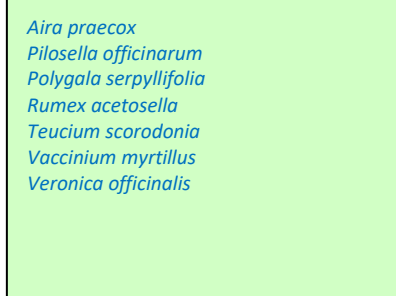 Aira praecox
Pilosella officinarum
Polygala serpyllifolia
Rumex acetosella
Teucium scorodonia
Vaccinium myrtillus
Veronica officinalis